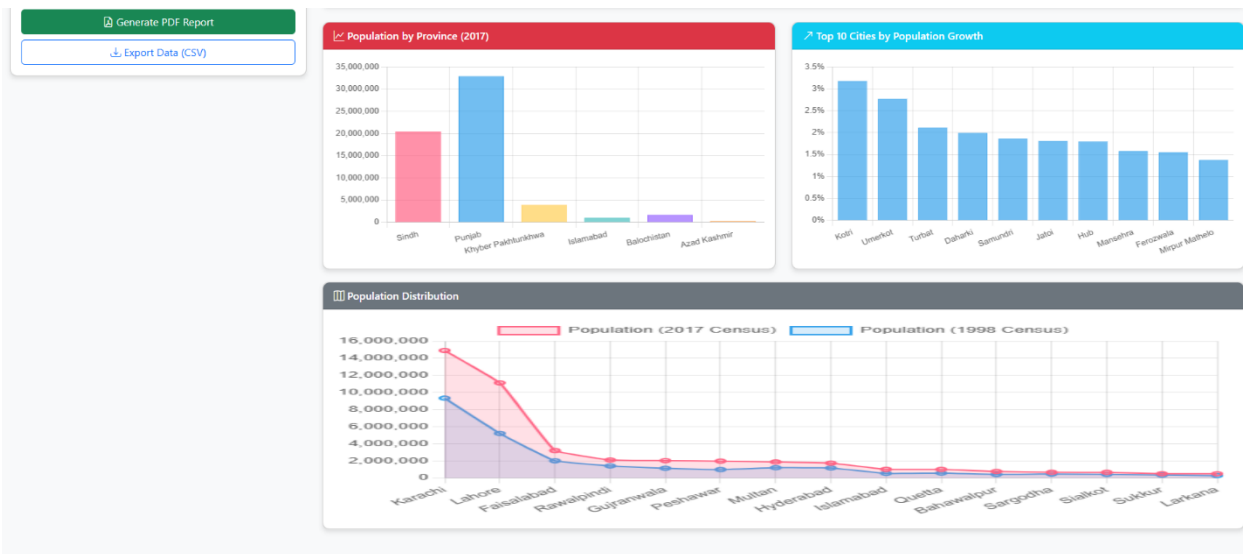 Generate PDF Report
Export Data (CSV)
Population by Province (2017)
35,000,000
30,000,000
25,000,000
20,000,000
15,000,000
10,000,000
5,000,000
0
Sindh
Punjab
Khyber Pakhtunkhwa
Islamabad
Balochistan
Azad Kashmir
Top 10 Cities by Population Growth
3.5%
3%
2.5%
2%
1.5%
1%
0.5%
0%
Kotri
Umerkot
Turbat
Daharki
Samundri
Jatoi
Hub
Mansehra
Ferozwala
Mirpur Mathelo
Population Distribution
Population (2017 Census)
Population (1998 Census)
16,000,000
14,000,000
12,000,000
10,000,000
8,000,000
6,000,000
4,000,000
2,000,000
0
Karachi
Lahore
Faisalabad
Rawalpindi
Gujranwala
Peshawar
Multan
Hyderabad
Islamabad
Quetta
Bahawalpur
Sargodha
Sialkot
Sukkur
Larkana